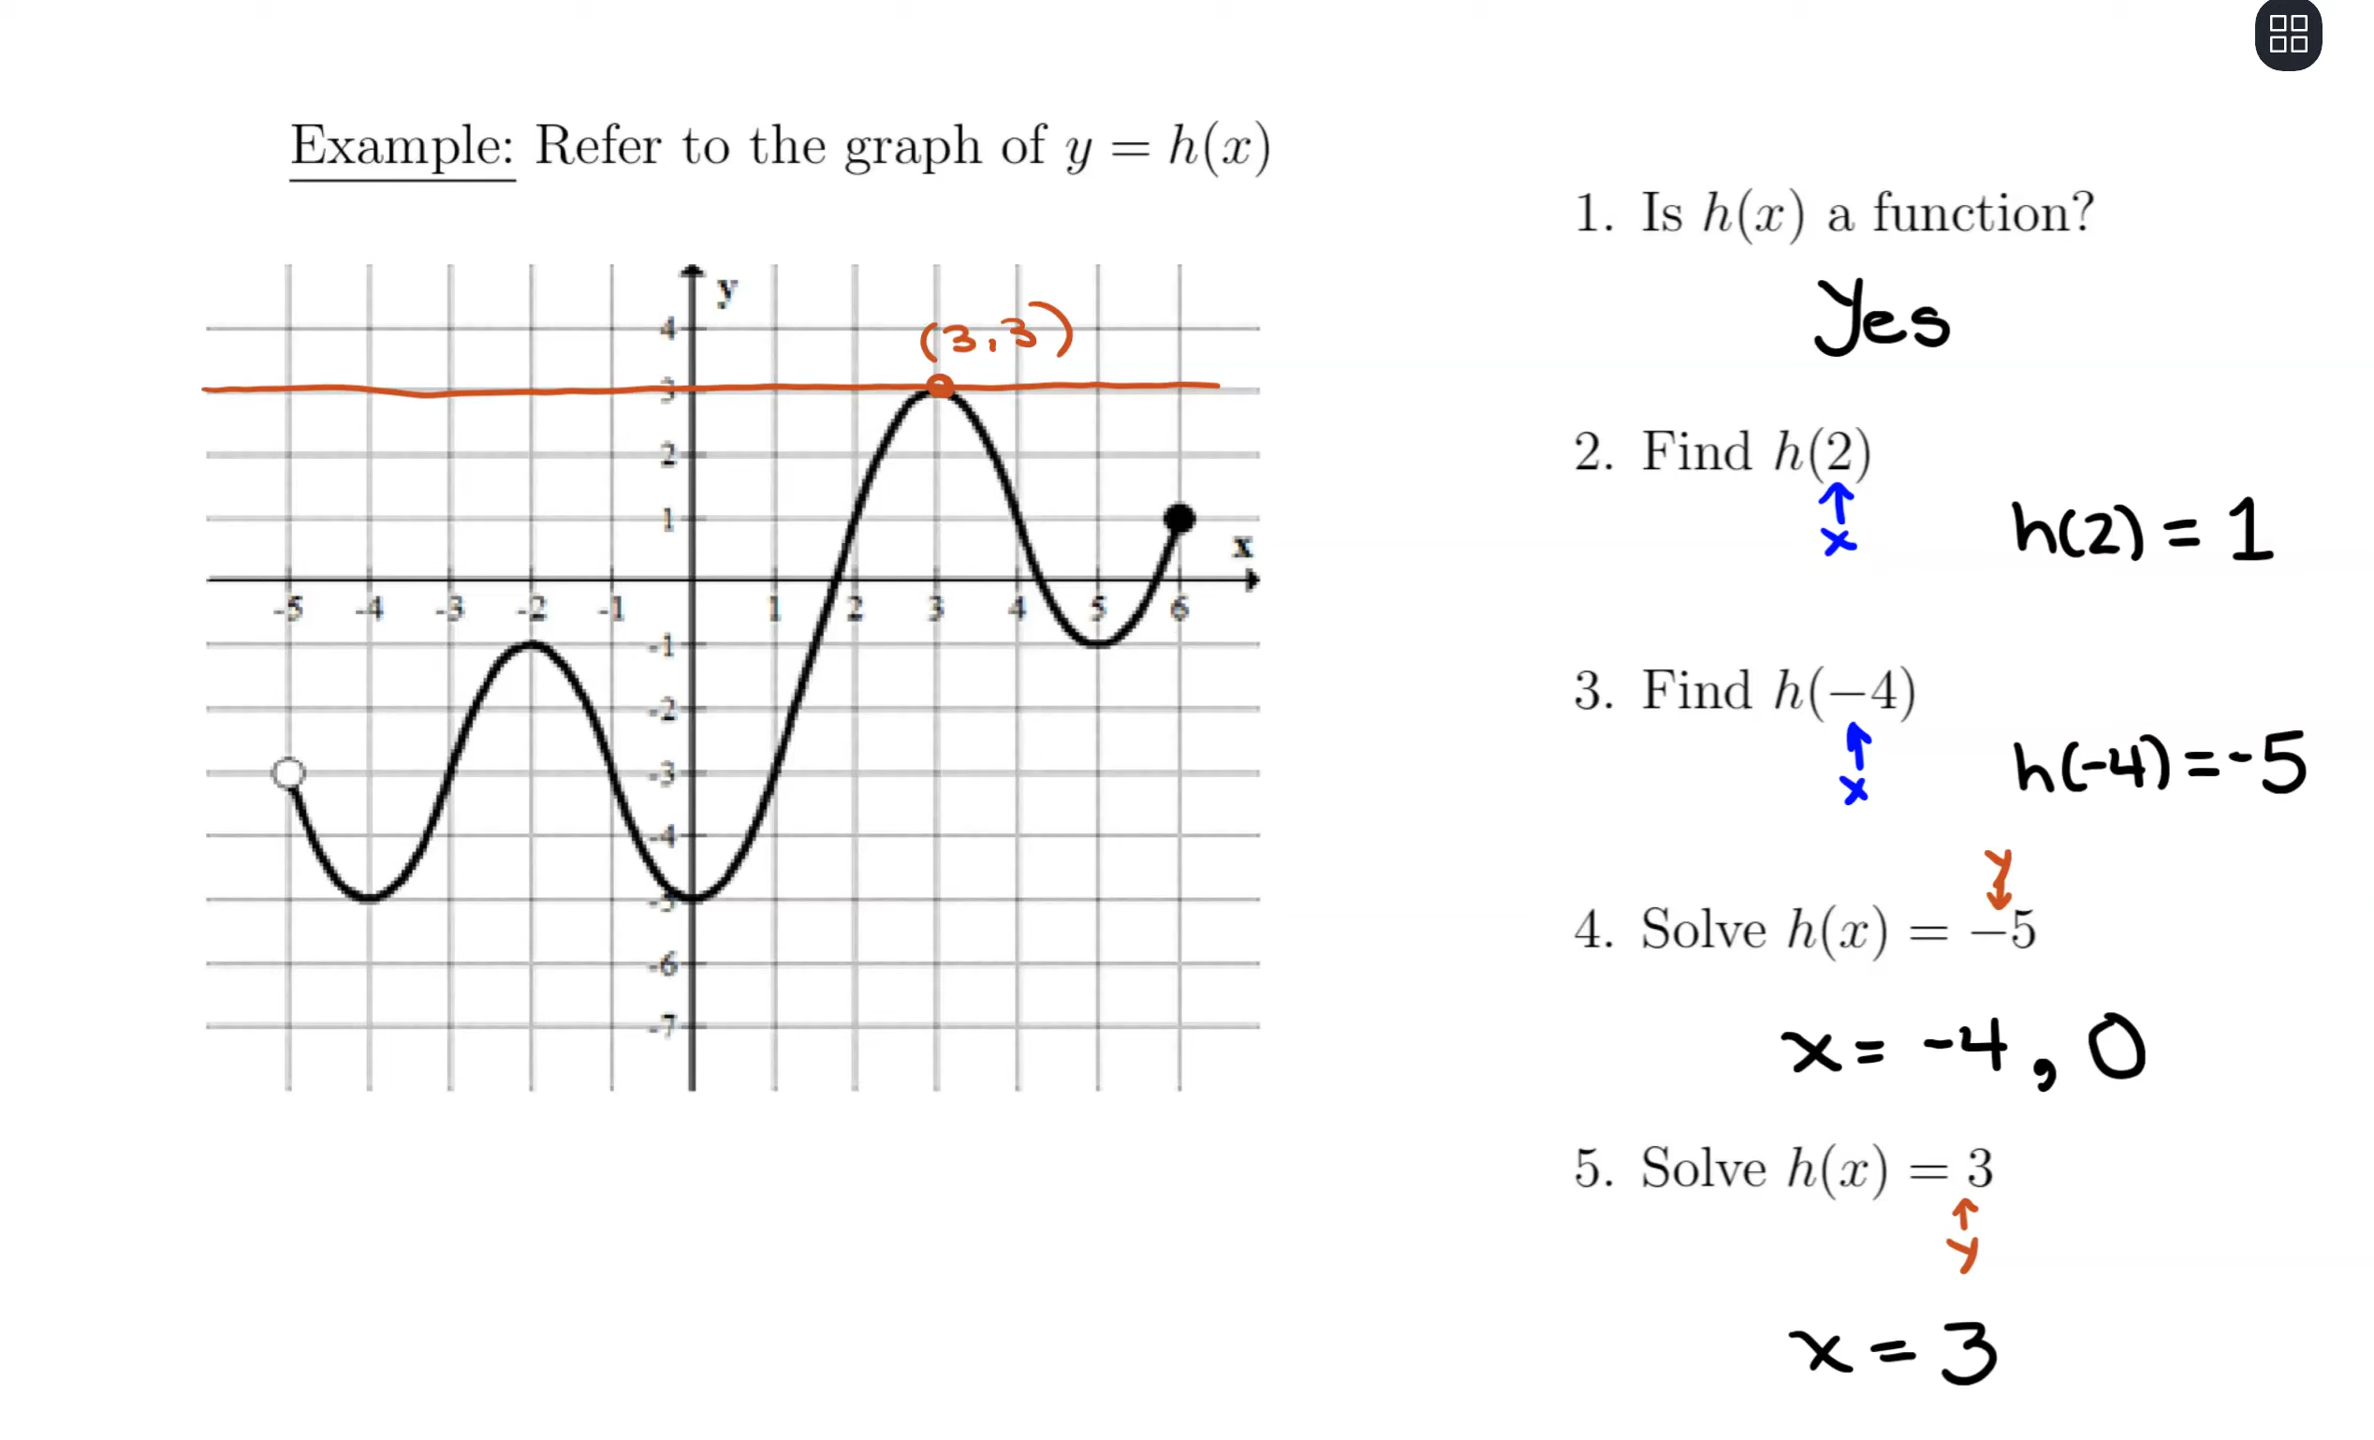 Example: Refer to the graph of y = h(x)
1. Is h(x) a function?
Yes
2. Find h(2)
x
h(2) = 1
3. Find h(−4)
x
h(-4) = -5
y
4. Solve h(x) = −5
x = -4, 0
5. Solve h(x) = 3
y
x = 3
y
(3,3)
4
3
2
1
x
-5 -4 -3 -2 -1 1 2 3 4 5 6
-1
-2
-3
-4
-5
-6
-7